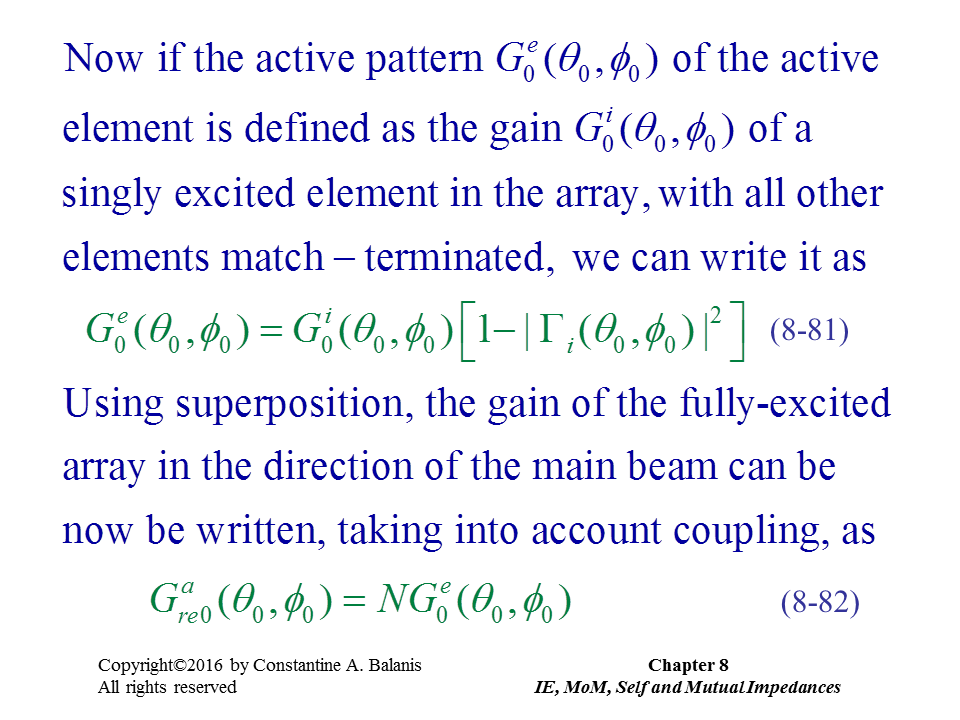 Now if the active pattern G₀ᵉ(θ₀,ϕ₀) of the active
element is defined as the gain G₀ⁱ(θ₀,ϕ₀) of a
singly excited element in the array, with all other
elements match – terminated, we can write it as
G₀ᵉ(θ₀,ϕ₀) = G₀ⁱ(θ₀,ϕ₀)[1–|Γᵢ(θ₀,ϕ₀)|²] (8-81)
Using superposition, the gain of the fully-excited
array in the direction of the main beam can be
now be written, taking into account coupling, as
Gᵃᵣₑ₀(θ₀,ϕ₀) = NG₀ᵉ(θ₀,ϕ₀) (8-82)
Copyright©2016 by Constantine A. Balanis Chapter 8
All rights reserved IE, MoM, Self and Mutual Impedances